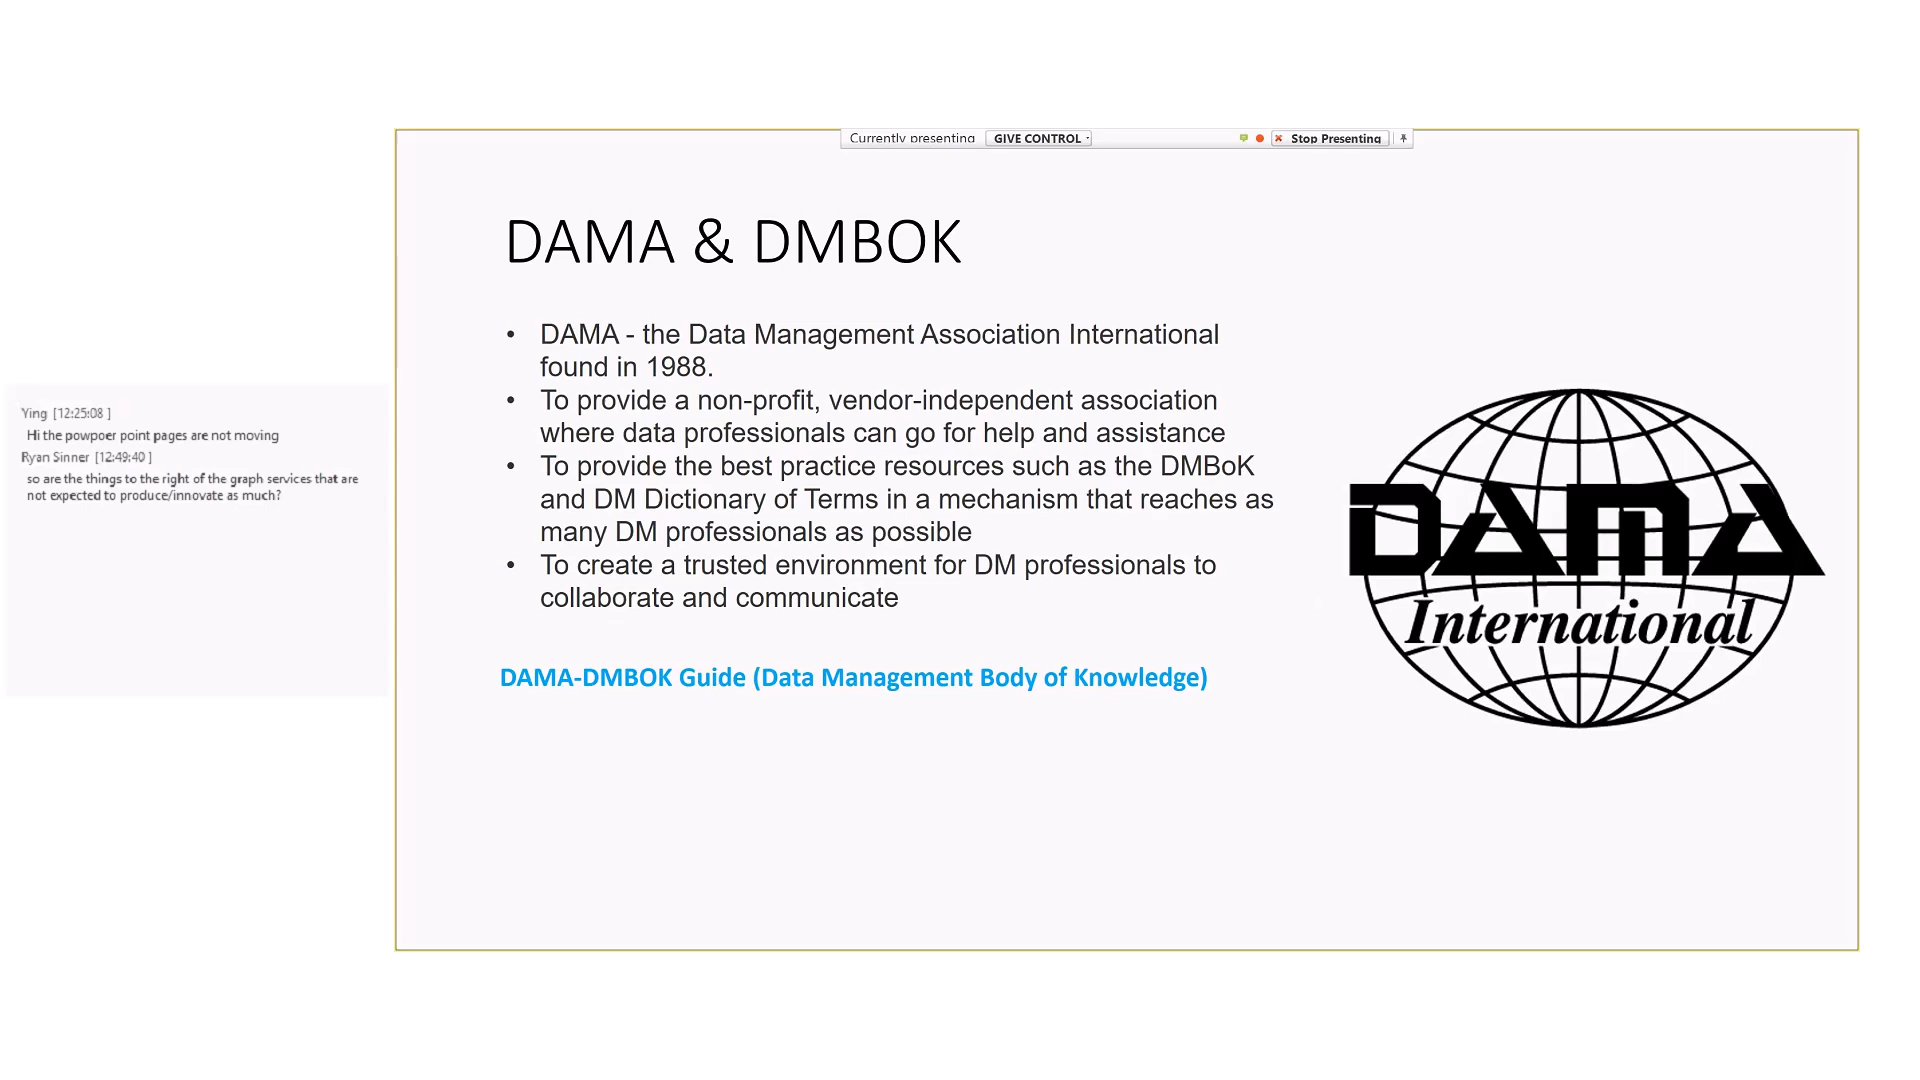 Currently presenting GIVE CONTROL Stop Presenting
Ying [12:25:08 ]
Hi the powpoer point pages are not moving
Ryan Sinner [12:49:40 ]
so are the things to the right of the graph services that are
not expected to produce/innovate as much?
DAMA & DMBOK
• DAMA - the Data Management Association International
found in 1988.
• To provide a non-profit, vendor-independent association
where data professionals can go for help and assistance
• To provide the best practice resources such as the DMBoK
and DM Dictionary of Terms in a mechanism that reaches as
many DM professionals as possible
• To create a trusted environment for DM professionals to
collaborate and communicate
DAMA-DMBOK Guide (Data Management Body of Knowledge)
DAMA
International